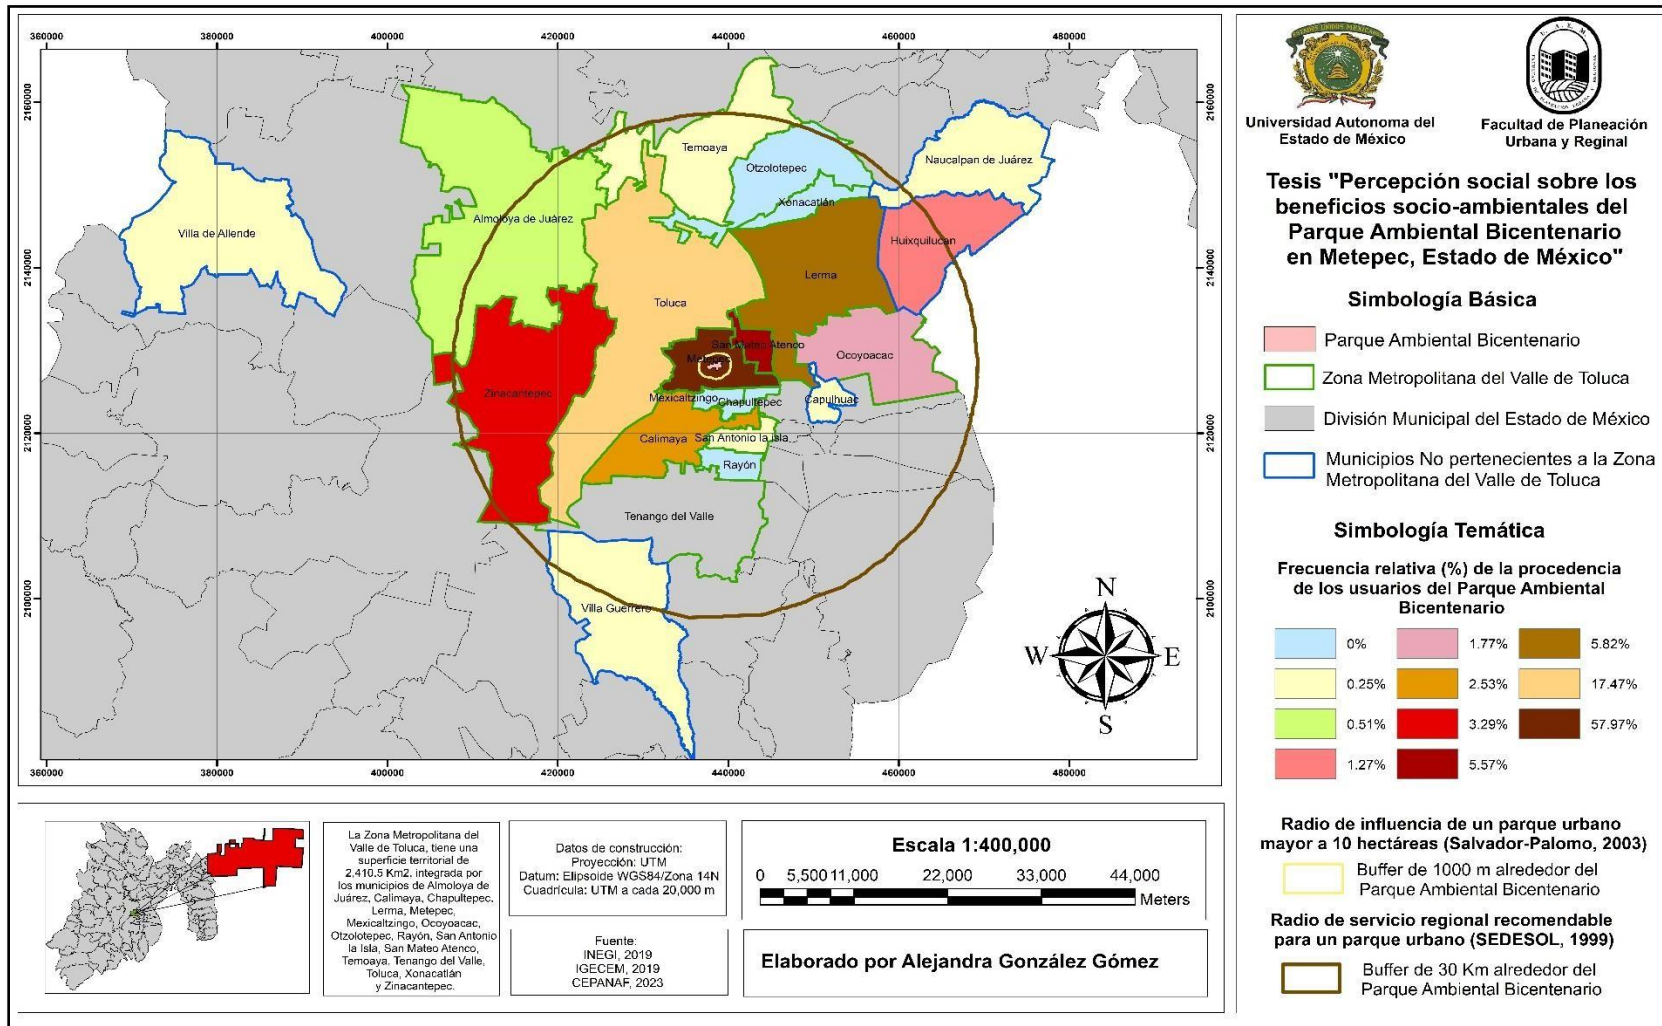 360000
380000
400000
420000
440000
460000
480000
2160000
2140000
2120000
2100000
2160000
2140000
2120000
2100000
Temoaya
Otzolotepec
Naucalpan de Juárez
Xonacatlán
Almoloya de Juárez
Villa de Allende
Huixquilucan
Lerma
Toluca
San Mateo Atenco
Metepec
Ocoyoacac
Zinacantepec
Mexicaltzingo
Chapultepec
Capulhuac
Calimaya
San Antonio la Isla
Rayón
Tenango del Valle
Villa Guerrero
N
W
E
S
360000
380000
400000
420000
440000
460000
480000
Universidad Autonoma del
Estado de México
Facultad de Planeación
Urbana y Reginal
Tesis "Percepción social sobre los
beneficios socio-ambientales del
Parque Ambiental Bicentenario
en Metepec, Estado de México"
Simbología Básica
Parque Ambiental Bicentenario
Zona Metropolitana del Valle de Toluca
División Municipal del Estado de México
Municipios No pertenecientes a la Zona
Metropolitana del Valle de Toluca
Simbología Temática
Frecuencia relativa (%) de la procedencia
de los usuarios del Parque Ambiental
Bicentenario
0%
1.77%
5.82%
0.25%
2.53%
17.47%
0.51%
3.29%
57.97%
1.27%
5.57%
Radio de influencia de un parque urbano
mayor a 10 hectáreas (Salvador-Palomo, 2003)
Buffer de 1000 m alrededor del
Parque Ambiental Bicentenario
Radio de servicio regional recomendable
para un parque urbano (SEDESOL, 1999)
Buffer de 30 Km alrededor del
Parque Ambiental Bicentenario
La Zona Metropolitana del
Valle de Toluca, tiene una
superficie territorial de
2,410.5 Km2, integrada por
los municipios de Almoloya de
Juárez, Calimaya, Chapultepec,
Lerma, Metepec,
Mexicaltzingo, Ocoyoacac,
Otzolotepec, Rayón, San Antonio
la Isla, San Mateo Atenco,
Temoaya, Tenango del Valle,
Toluca, Xonacatlán
y Zinacantepec.
Datos de construcción:
Proyección: UTM
Datum: Elipsoide WGS84/Zona 14N
Cuadrícula: UTM a cada 20,000 m
Fuente:
INEGI, 2019
IGECEM, 2019
CEPANAF, 2023
Escala 1:400,000
0 5,500 11,000 22,000 33,000 44,000
Meters
Elaborado por Alejandra González Gómez